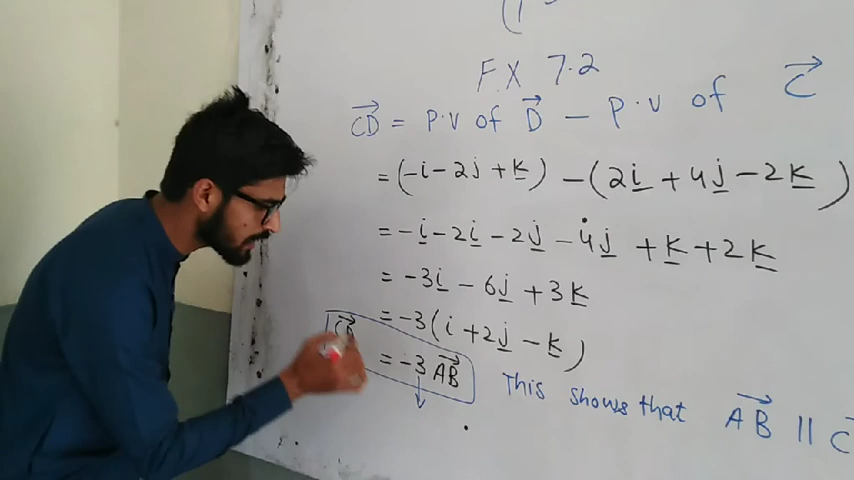 EX 7.2
CD = P.V of D - P.V of C
= (-i - 2j + k) - (2i + 4j - 2k)
= -i - 2i - 2j - 4j + k + 2k
= -3i - 6j + 3k
= -3(i + 2j - k)
= -3 AB
This shows that AB || C